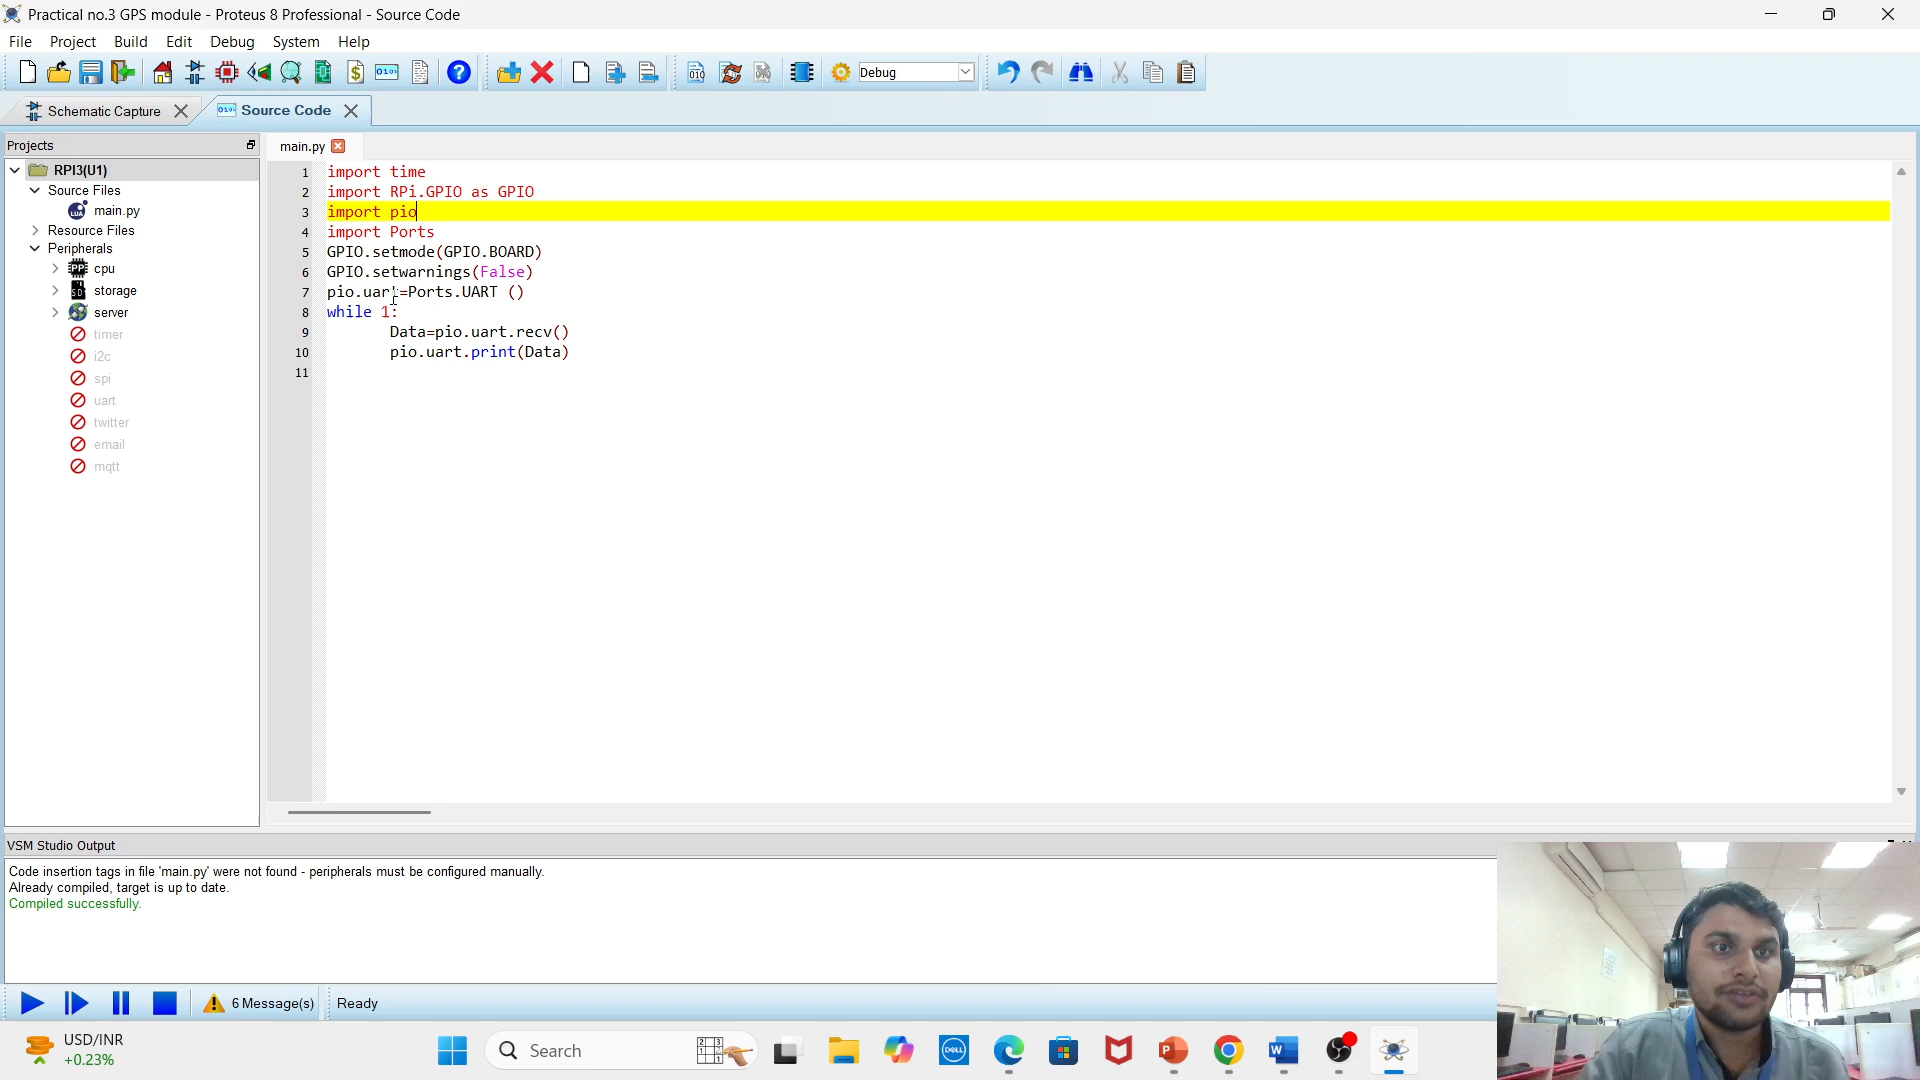 Practical no.3 GPS module - Proteus 8 Professional - Source Code
File Project Build Edit Debug System Help
Debug
Schematic Capture
Source Code
Projects
main.py
RPI3(U1)
Source Files
main.py
Resource Files
Peripherals
cpu
storage
server
timer
i2c
spi
uart
twitter
email
mqtt
1 import time
2 import RPi.GPIO as GPIO
3 import pio
4 import Ports
5 GPIO.setmode(GPIO.BOARD)
6 GPIO.setwarnings(False)
7 pio.uart=Ports.UART ()
8 while 1:
9 Data=pio.uart.recv()
10 pio.uart.print(Data)
11
VSM Studio Output
Code insertion tags in file 'main.py' were not found - peripherals must be configured manually.
Already compiled, target is up to date.
Compiled successfully.
6 Message(s)
Ready
USD/INR
+0.23%
Search
DELL